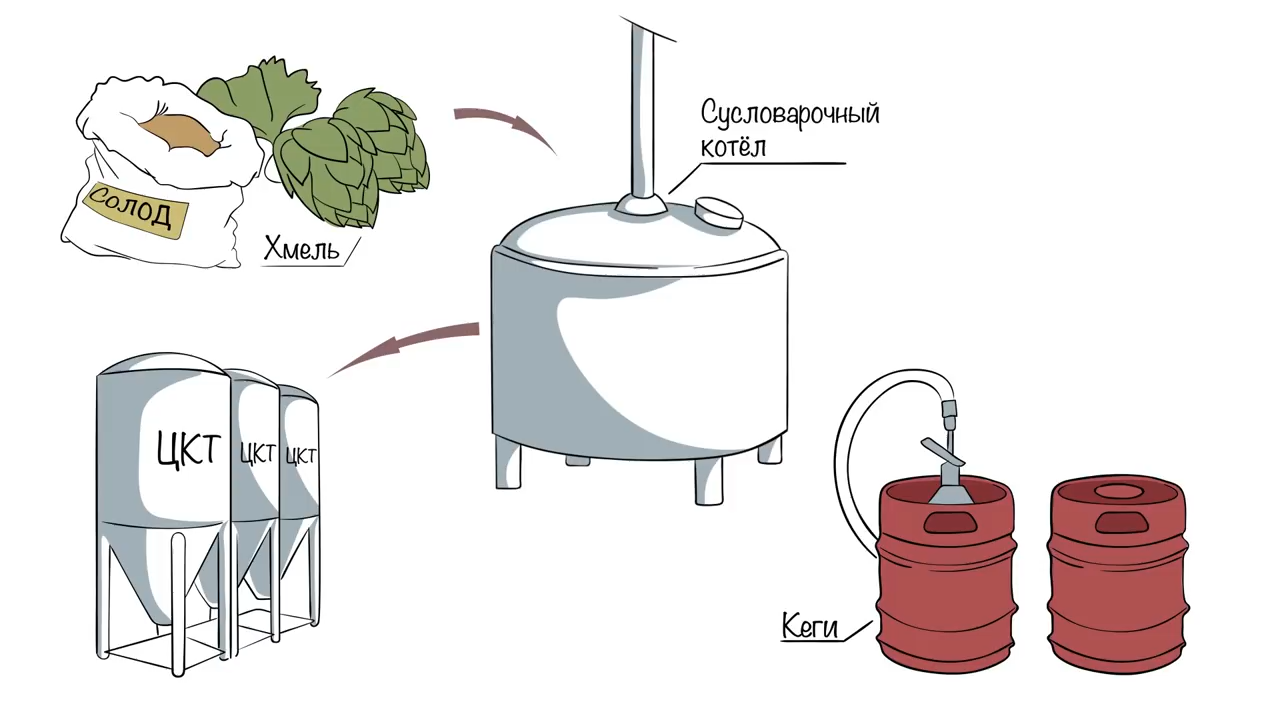 Сусловарочный
котёл
Солод
Хмель
ЦКТ
ЦКТ
ЦКТ
Кеги